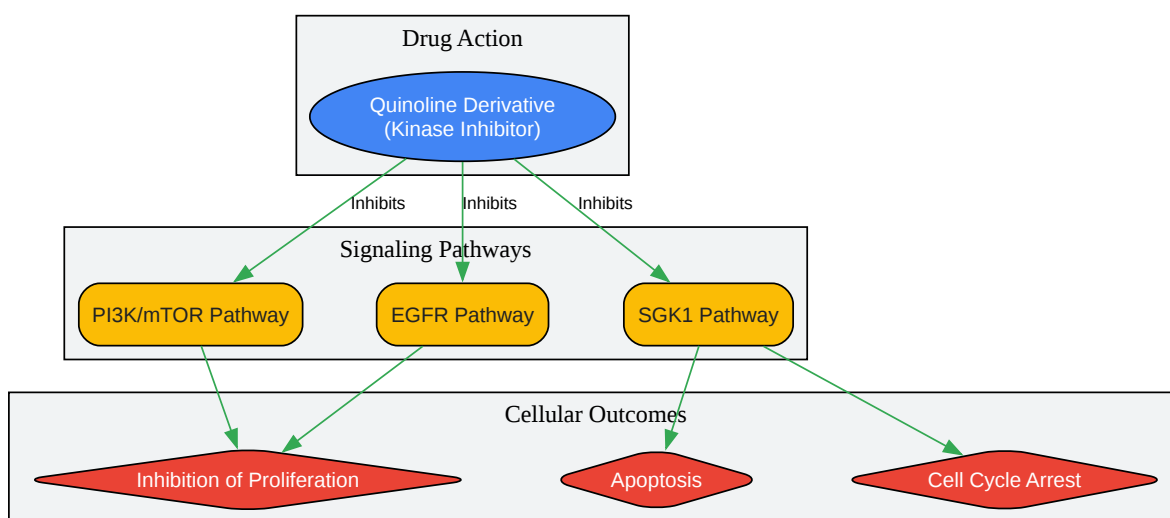 Drug Action
Quinoline Derivative
(Kinase Inhibitor)
Inhibits
Inhibits
Inhibits
Signaling Pathways
PI3K/mTOR Pathway
EGFR Pathway
SGK1 Pathway
Cellular Outcomes
Inhibition of Proliferation
Apoptosis
Cell Cycle Arrest